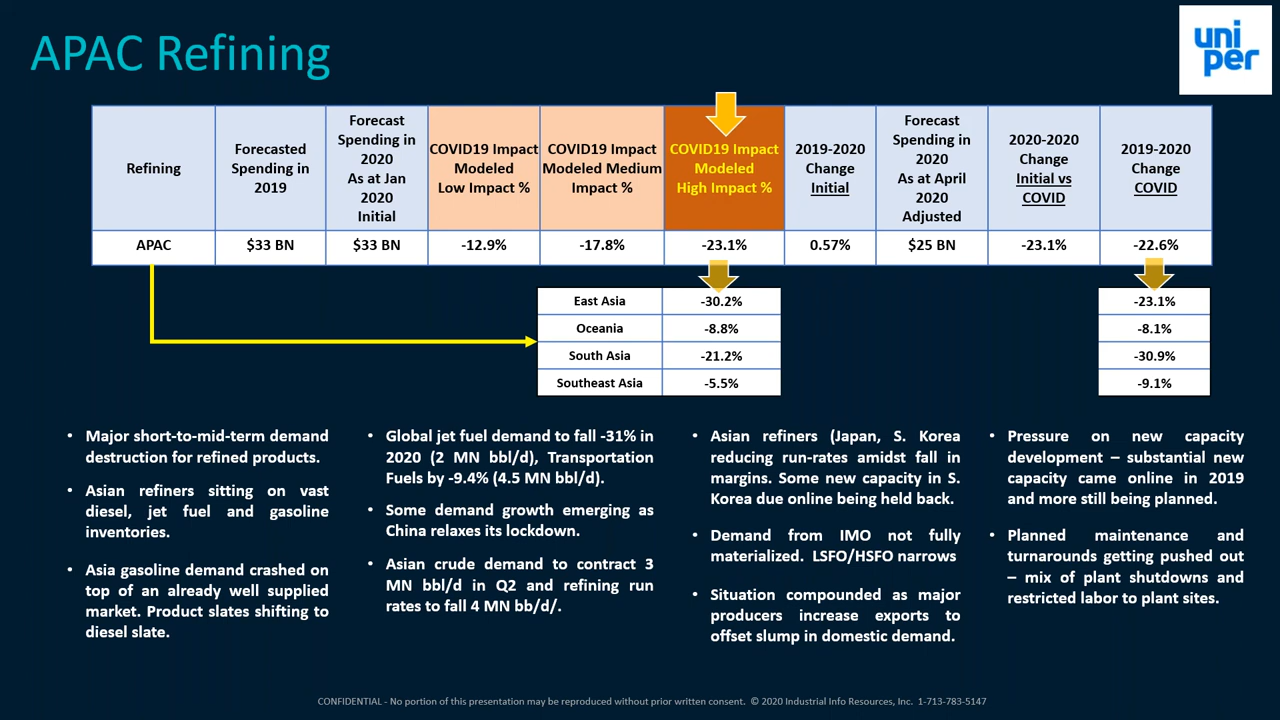 APAC Refining
uni
per
Refining
Forecasted
Spending in
2019
Forecast
Spending in
2020
As at Jan
2020
Initial
COVID19 Impact
Modeled
Low Impact %
COVID19 Impact
Modeled Medium
Impact %
COVID19 Impact
Modeled
High Impact %
2019-2020
Change
Initial
Forecast
Spending in
2020
As at April
2020
Adjusted
2020-2020
Change
Initial vs
COVID
2019-2020
Change
COVID
APAC $33 BN $33 BN -12.9% -17.8% -23.1% 0.57% $25 BN -23.1% -22.6%
East Asia -30.2% -23.1%
Oceania -8.8% -8.1%
South Asia -21.2% -30.9%
Southeast Asia -5.5% -9.1%
• Major short-to-mid-term demand
destruction for refined products.
• Asian refiners sitting on vast
diesel, jet fuel and gasoline
inventories.
• Asia gasoline demand crashed on
top of an already well supplied
market. Product slates shifting to
diesel slate.
• Global jet fuel demand to fall -31% in
2020 (2 MN bbl/d), Transportation
Fuels by -9.4% (4.5 MN bbl/d).
• Some demand growth emerging as
China relaxes its lockdown.
• Asian crude demand to contract 3
MN bbl/d in Q2 and refining run
rates to fall 4 MN bb/d/.
• Asian refiners (Japan, S. Korea
reducing run-rates amidst fall in
margins. Some new capacity in S.
Korea due online being held back.
• Demand from IMO not fully
materialized. LSFO/HSFO narrows
• Situation compounded as major
producers increase exports to
offset slump in domestic demand.
• Pressure on new capacity
development – substantial new
capacity came online in 2019
and more still being planned.
• Planned maintenance and
turnarounds getting pushed out
– mix of plant shutdowns and
restricted labor to plant sites.
CONFIDENTIAL - No portion of this presentation may be reproduced without prior written consent. © 2020 Industrial Info Resources, Inc. 1-713-783-5147